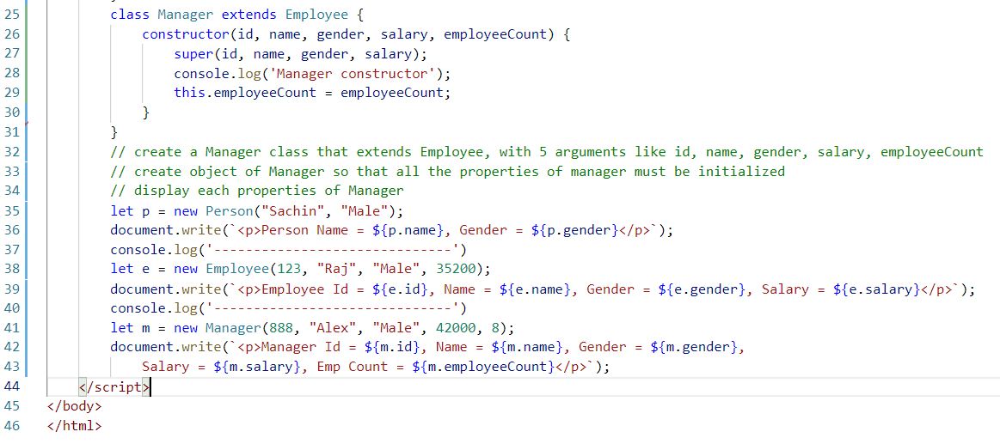 25 class Manager extends Employee {
26 constructor(id, name, gender, salary, employeeCount) {
27 super(id, name, gender, salary);
28 console.log('Manager constructor');
29 this.employeeCount = employeeCount;
30 }
31 }
32 // create a Manager class that extends Employee, with 5 arguments like id, name, gender, salary, employeeCount
33 // create object of Manager so that all the properties of manager must be initialized
34 // display each properties of Manager
35 let p = new Person("Sachin", "Male");
36 document.write(`<p>Person Name = ${p.name}, Gender = ${p.gender}</p>`);
37 console.log('------------------------------')
38 let e = new Employee(123, "Raj", "Male", 35200);
39 document.write(`<p>Employee Id = ${e.id}, Name = ${e.name}, Gender = ${e.gender}, Salary = ${e.salary}</p>`);
40 console.log('------------------------------')
41 let m = new Manager(888, "Alex", "Male", 42000, 8);
42 document.write(`<p>Manager Id = ${m.id}, Name = ${m.name}, Gender = ${m.gender},
43 Salary = ${m.salary}, Emp Count = ${m.employeeCount}</p>`);
44 </script>
45 </body>
46 </html>